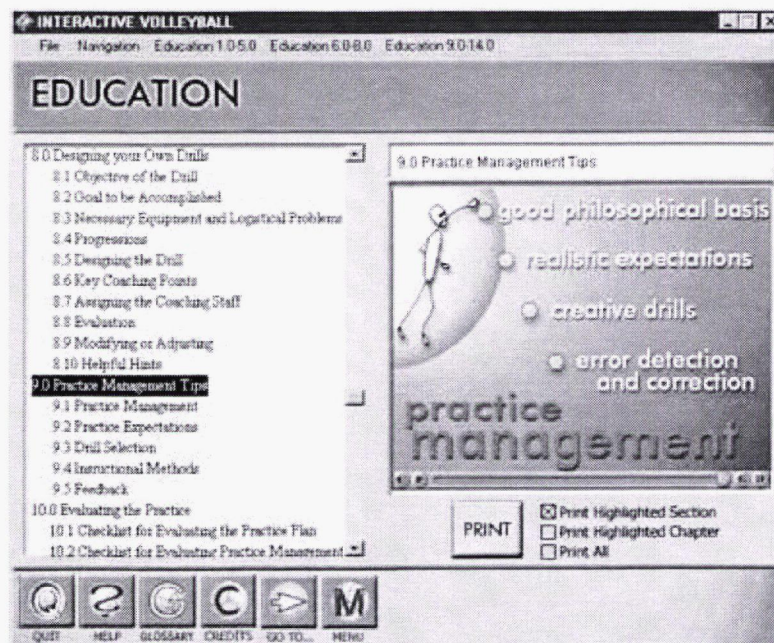 INTERACTIVE VOLLEYBALL
File Navigation Education 1.0-5.0 Education 6.0-8.0 Education 9.0-14.0
EDUCATION
8.0 Designing your Own Drills
8.1 Objective of the Drill
8.2 Goal to be Accomplished
8.3 Necessary Equipment and Logistical Problems
8.4 Progressions
8.5 Designing the Drill
8.6 Key Coaching Points
8.7 Assigning the Coaching Staff
8.8 Evaluation
8.9 Modifying or Adjusting
8.10 Helpful Hints
9.0 Practice Management Tips
9.1 Practice Management
9.2 Practice Expectations
9.3 Drill Selection
9.4 Instructional Methods
9.5 Feedback
10.0 Evaluating the Practice
10.1 Checklist for Evaluating the Practice Plan
10.2 Checklist for Evaluating Practice Management
9.0 Practice Management Tips
good philosophical basis
realistic expectations
creative drills
error detection
and correction
practice
management
PRINT
Print Highlighted Section
Print Highlighted Chapter
Print All
C M
QUIT HELP GLOSSARY CREDITS GO TO... MENU